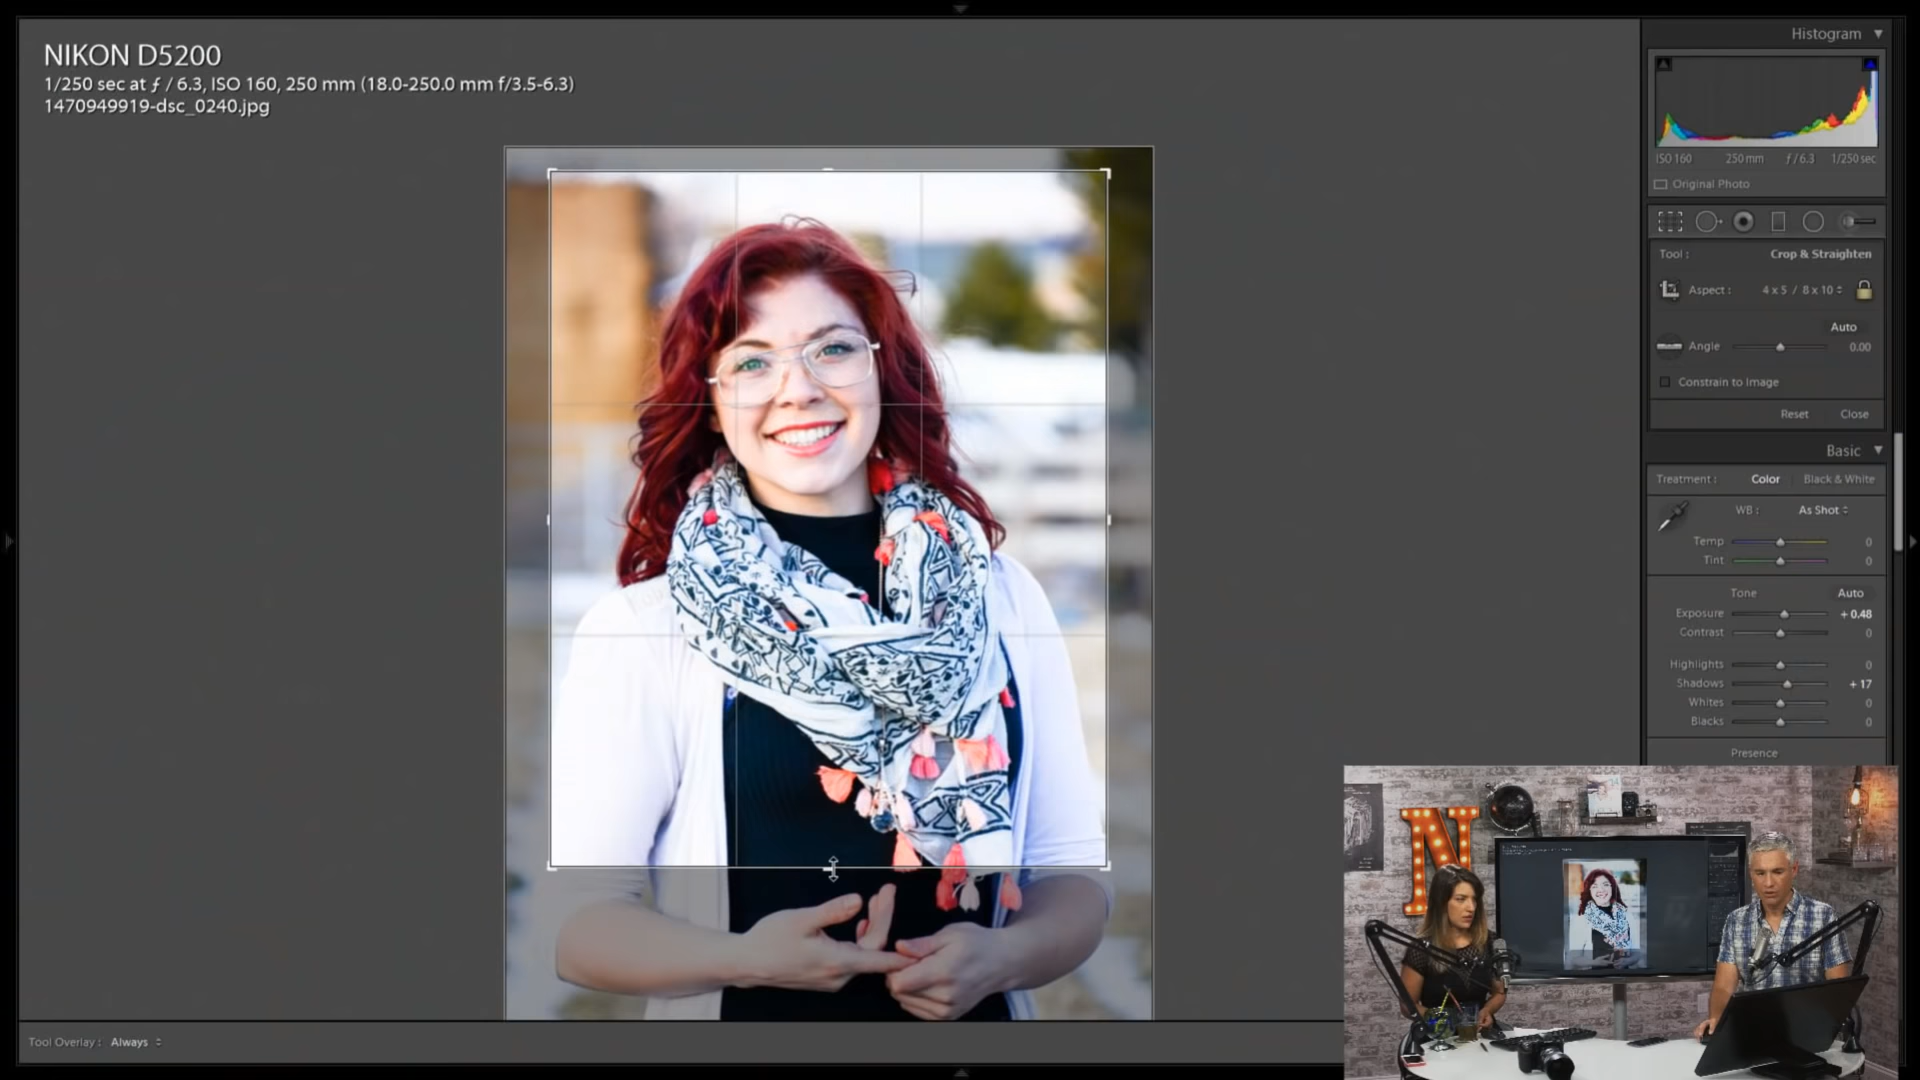 NIKON D5200
1/250 sec at ƒ / 6.3, ISO 160, 250 mm (18.0-250.0 mm f/3.5-6.3)
1470949919-dsc_0240.jpg
Histogram
ISO 160 250 mm ƒ / 6.3 1/250 sec
Original Photo
Tool : Crop & Straighten
Aspect : 4 x 5 / 8 x 10
Auto
Angle 0.00
Constrain to Image
Reset Close
Basic
Treatment : Color Black & White
WB : As Shot
Temp 0
Tint 0
Tone Auto
Exposure + 0.48
Contrast 0
Highlights 0
Shadows + 17
Whites 0
Blacks 0
Presence
N
Tool Overlay : Always